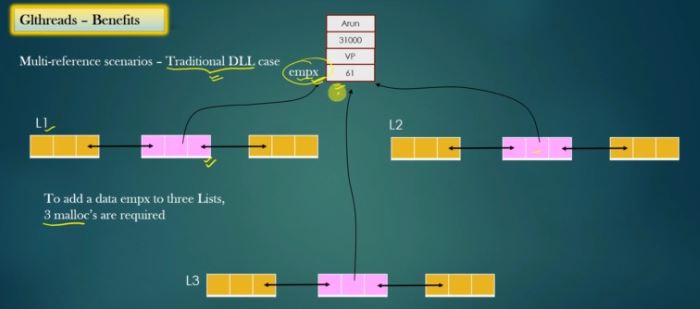 Glthreads – Benefits
Arun
31000
VP
61
Multi-reference scenarios – Traditional DLL case
empx
L1
L2
To add a data empx to three Lists,
3 malloc's are required
L3